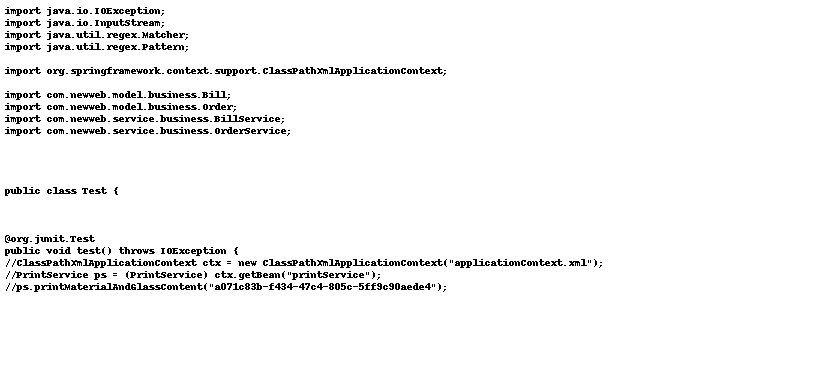 import java.io.IOException;
import java.io.InputStream;
import java.util.regex.Matcher;
import java.util.regex.Pattern;
import org.springframework.context.support.ClassPathXmlApplicationContext;
import com.newweb.model.business.Bill;
import com.newweb.model.business.Order;
import com.newweb.service.business.BillService;
import com.newweb.service.business.OrderService;
public class Test {
@org.junit.Test
public void test() throws IOException {
//ClassPathXmlApplicationContext ctx = new ClassPathXmlApplicationContext("applicationContext.xml");
//PrintService ps = (PrintService) ctx.getBean("printService");
//ps.printMaterialAndGlassContent("a071c83b-f434-47c4-805c-5ff9c90aede4");